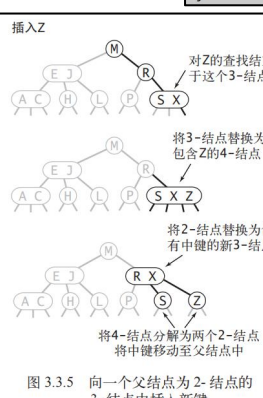 插入Z
M
对Z的查找结
E J
R
于这个3-结点
A C
H
L
P
S X
将3-结点替换为
M
包含Z的4-结点
E J
R
A C
H
L
P
S X Z
将2-结点替换为
M
有中键的新3-结
E J
R X
A C
H
L
P
S
Z
将4-结点分解为两个2-结点
将中键移动至父结点中
图 3.3.5 向一个父结点为 2- 结点的
3- 结点中插入新键